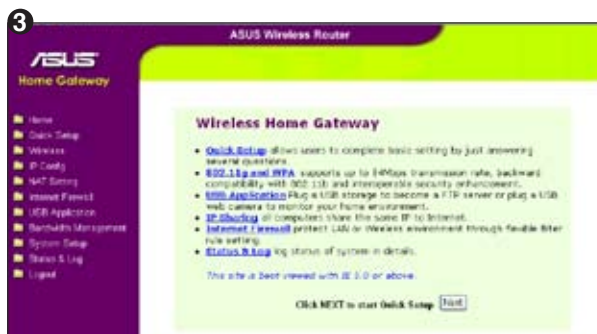 3
ASUS Wireless Router
ASUS
Home Gateway
Home
Quick Setup
Wireless
IP Config
NAT Setting
Internet Firewall
USB Application
Bandwidth Management
System Setup
Status & Log
Logout
Wireless Home Gateway
Quick Setup allows users to complete basic setting by just answering
several questions.
802.11g and WPA supports up to 54Mbps transmission rate, backward
compatibility with 802.11b and interoperable security enhancement.
USB Application Plug a USB storage to become a FTP server or plug a USB
web camera to monitor your home environment.
IP Sharing all computers share the same IP to Internet.
Internet Firewall protect LAN or Wireless environment through flexible filter
rule setting.
Status & Log log status of system in details.
This site is best viewed with IE 5.0 or above.
Click NEXT to start Quick Setup Next